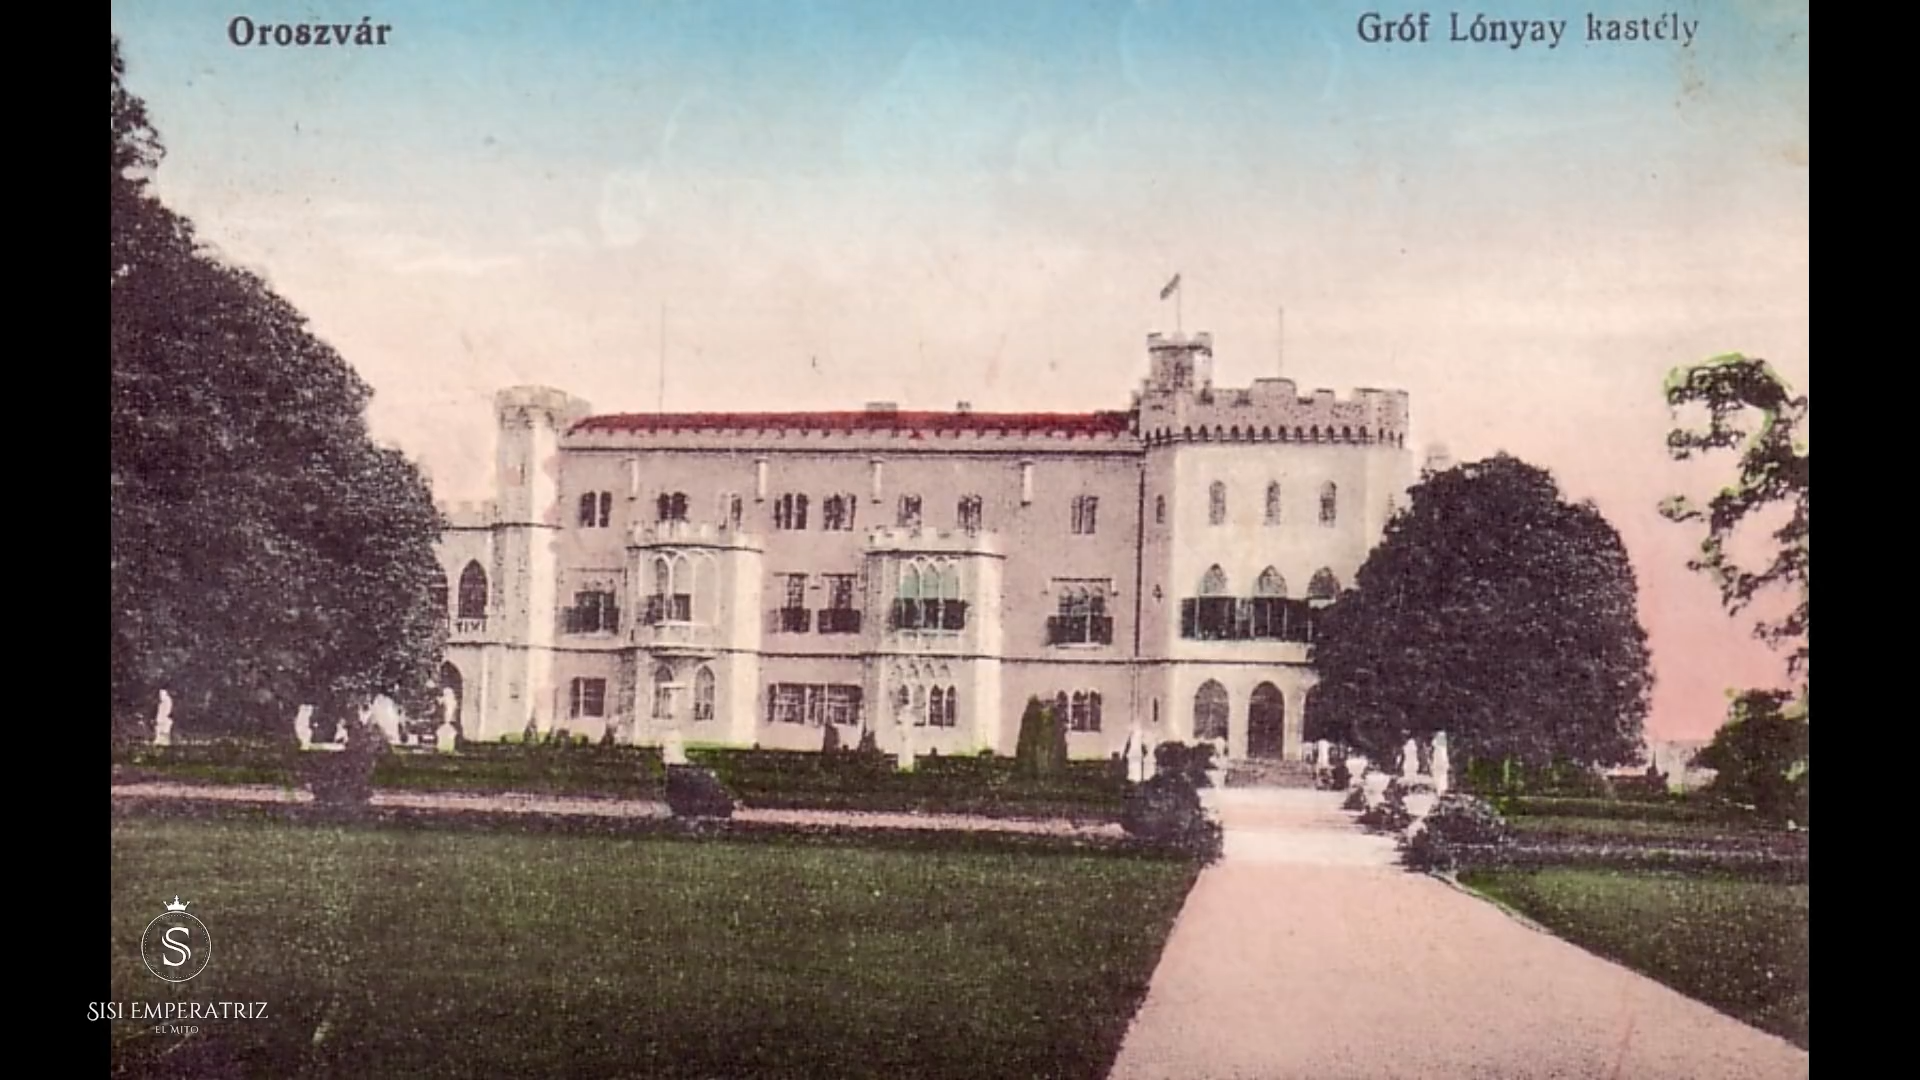 Oroszvár
Gróf Lónyay kastély
S
SISI EMPERATRIZ
EL MITO